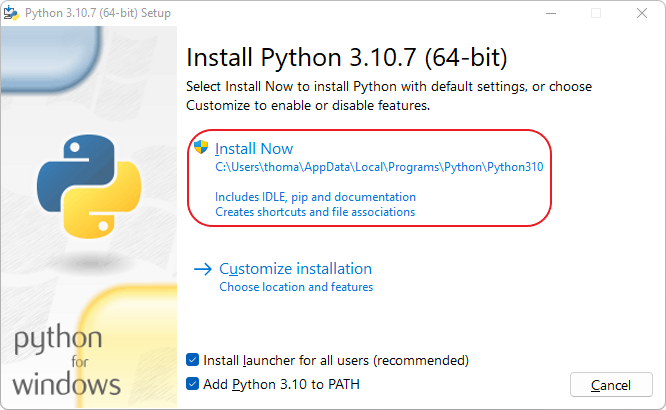 Python 3.10.7 (64-bit) Setup
Install Python 3.10.7 (64-bit)
Select Install Now to install Python with default settings, or choose
Customize to enable or disable features.
Install Now
C:\Users\thoma\AppData\Local\Programs\Python\Python310
Includes IDLE, pip and documentation
Creates shortcuts and file associations
Customize installation
Choose location and features
python
for
windows
Install launcher for all users (recommended)
Add Python 3.10 to PATH
Cancel